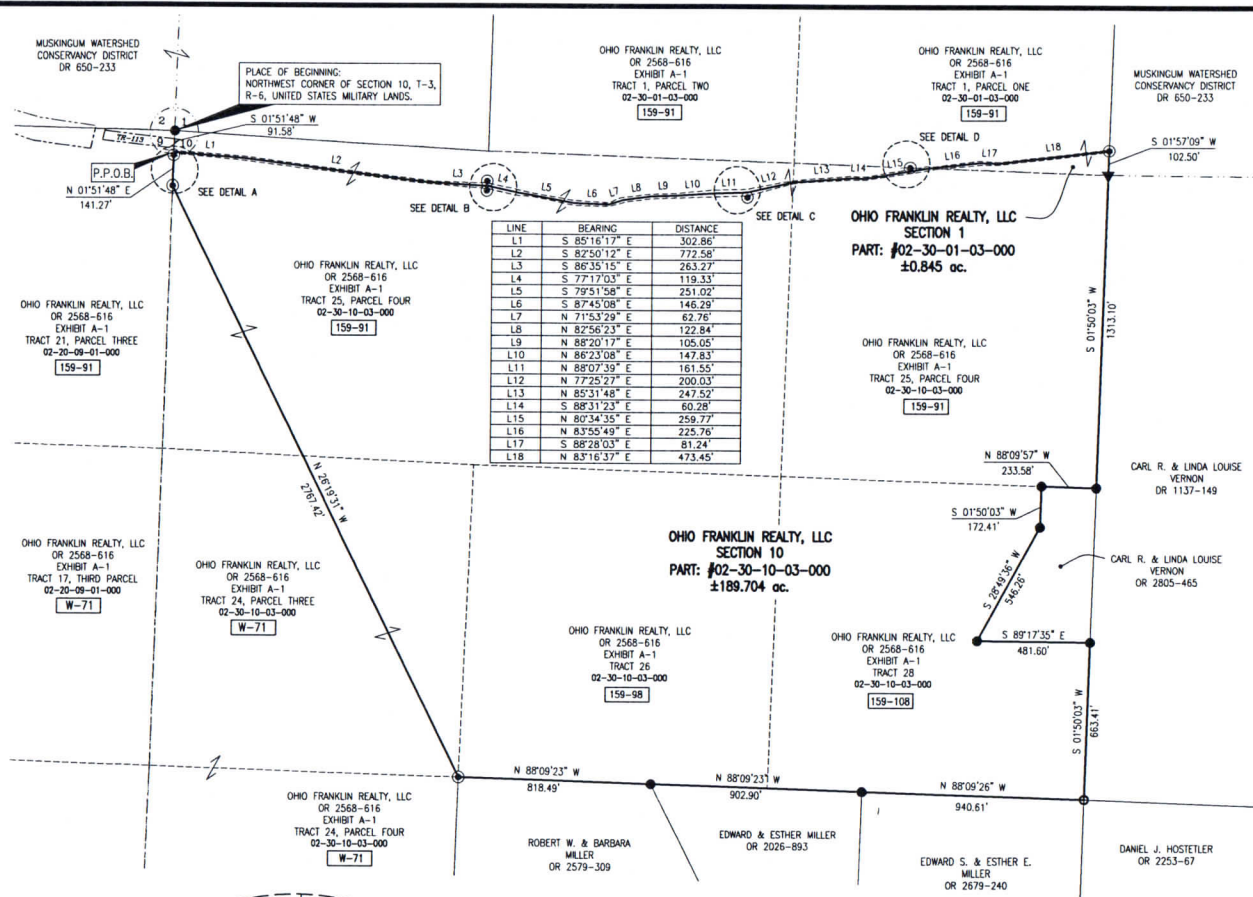 MUSKINGUM WATERSHED
CONSERVANCY DISTRICT
DR 650-233
PLACE OF BEGINNING:
NORTHWEST CORNER OF SECTION 10, T-3,
R-6, UNITED STATES MILITARY LANDS.
OHIO FRANKLIN REALTY, LLC
OR 2568-616
EXHIBIT A-1
TRACT 1, PARCEL TWO
02-30-01-03-000
159-91
OHIO FRANKLIN REALTY, LLC
OR 2568-616
EXHIBIT A-1
TRACT 1, PARCEL ONE
02-30-01-03-000
159-91
MUSKINGUM WATERSHED
CONSERVANCY DISTRICT
DR 650-233
2 1
9 10
TR-113
S 01°51'48" W
91.58'
P.P.O.B.
N 01°51'48" E
141.27'
SEE DETAIL A
L1
L2
L3
L4
SEE DETAIL B
L5
L6
L7
L8
L9
L10
L11
L12
SEE DETAIL C
L13
L14
L15
SEE DETAIL D
L16
L17
L18
S 01°57'09" W
102.50'
OHIO FRANKLIN REALTY, LLC
SECTION 1
PART: #02-30-01-03-000
±0.845 ac.
LINE BEARING DISTANCE
L1 S 85°16'17" E 302.86'
L2 S 82°50'12" E 772.58'
L3 S 86°35'15" E 263.27'
L4 S 77°17'03" E 119.33'
L5 S 79°51'58" E 251.02'
L6 S 87°45'08" E 146.29'
L7 N 71°53'29" E 62.76'
L8 N 82°56'23" E 122.84'
L9 N 88°20'17" E 105.05'
L10 N 86°23'08" E 147.83'
L11 N 88°07'39" E 161.55'
L12 N 77°25'27" E 200.03'
L13 N 85°31'48" E 247.52'
L14 S 88°31'23" E 60.28'
L15 N 80°34'35" E 259.77'
L16 N 83°55'49" E 225.76'
L17 S 88°28'03" E 81.24'
L18 N 83°16'37" E 473.45'
OHIO FRANKLIN REALTY, LLC
OR 2568-616
EXHIBIT A-1
TRACT 25, PARCEL FOUR
02-30-10-03-000
159-91
OHIO FRANKLIN REALTY, LLC
OR 2568-616
EXHIBIT A-1
TRACT 21, PARCEL THREE
02-20-09-01-000
159-91
OHIO FRANKLIN REALTY, LLC
OR 2568-616
EXHIBIT A-1
TRACT 25, PARCEL FOUR
02-30-10-03-000
159-91
S 01°50'03" W
1313.10'
N 88°09'57" W
233.58'
CARL R. & LINDA LOUISE
VERNON
DR 1137-149
S 01°50'03" W
172.41'
N 26°19'31" W
2767.42'
OHIO FRANKLIN REALTY, LLC
OR 2568-616
EXHIBIT A-1
TRACT 17, THIRD PARCEL
02-20-09-01-000
W-71
OHIO FRANKLIN REALTY, LLC
OR 2568-616
EXHIBIT A-1
TRACT 24, PARCEL THREE
02-30-10-03-000
W-71
OHIO FRANKLIN REALTY, LLC
SECTION 10
PART: #02-30-10-03-000
±189.704 ac.
S 28°49'36" W
546.26'
CARL R. & LINDA LOUISE
VERNON
OR 2805-465
OHIO FRANKLIN REALTY, LLC
OR 2568-616
EXHIBIT A-1
TRACT 26
02-30-10-03-000
159-98
OHIO FRANKLIN REALTY, LLC
OR 2568-616
EXHIBIT A-1
TRACT 28
02-30-10-03-000
159-108
S 89°17'35" E
481.60'
S 01°50'03" W
663.41'
N 88°09'23" W
818.49'
N 88°09'23" W
902.90'
N 88°09'26" W
940.61'
OHIO FRANKLIN REALTY, LLC
OR 2568-616
EXHIBIT A-1
TRACT 24, PARCEL FOUR
02-30-10-03-000
W-71
ROBERT W. & BARBARA
MILLER
OR 2579-309
EDWARD & ESTHER MILLER
OR 2026-893
EDWARD S. & ESTHER E.
MILLER
OR 2679-240
DANIEL J. HOSTETLER
OR 2253-67